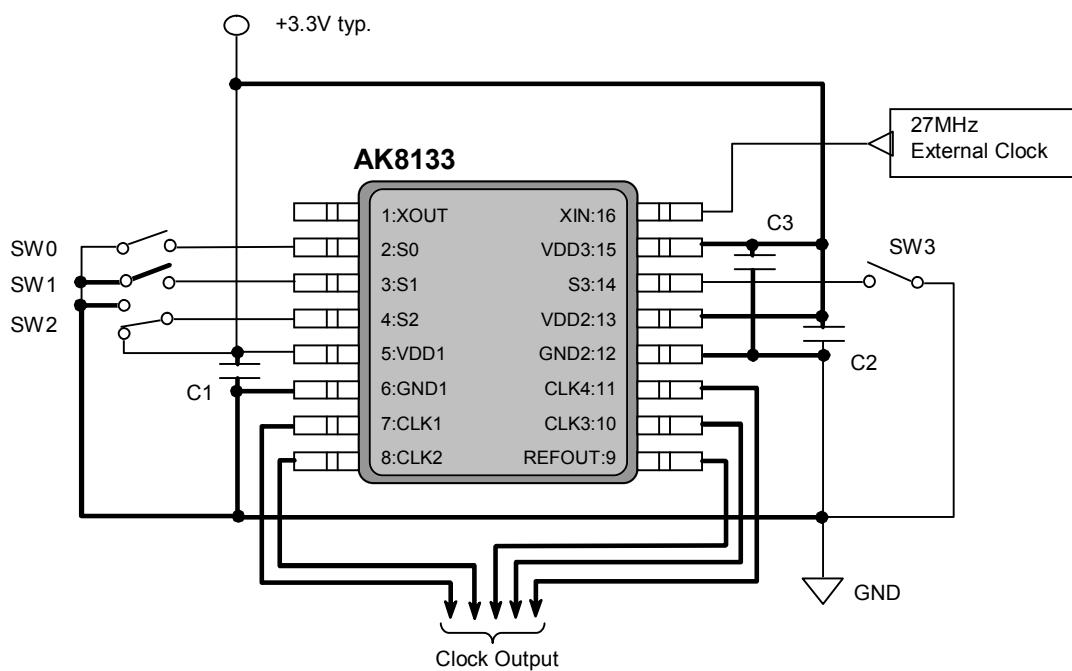 +3.3V typ.
27MHz
External Clock
AK8133
1:XOUT
XIN:16
C3
SW0
2:S0
VDD3:15
SW3
SW1
3:S1
S3:14
SW2
4:S2
VDD2:13
5:VDD1
GND2:12
C2
C1
6:GND1
CLK4:11
7:CLK1
CLK3:10
8:CLK2
REFOUT:9
GND
Clock Output